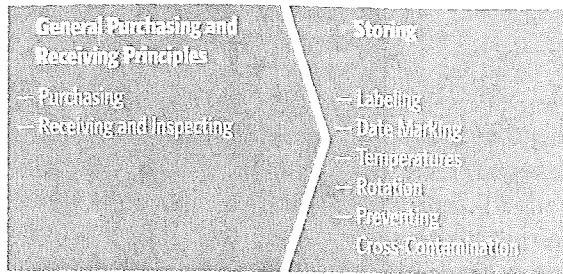 General Purchasing and
Receiving Principles
— Purchasing
— Receiving and Inspecting
Storing
— Labeling
— Date Marking
— Temperatures
— Rotation
— Preventing
Cross-Contamination